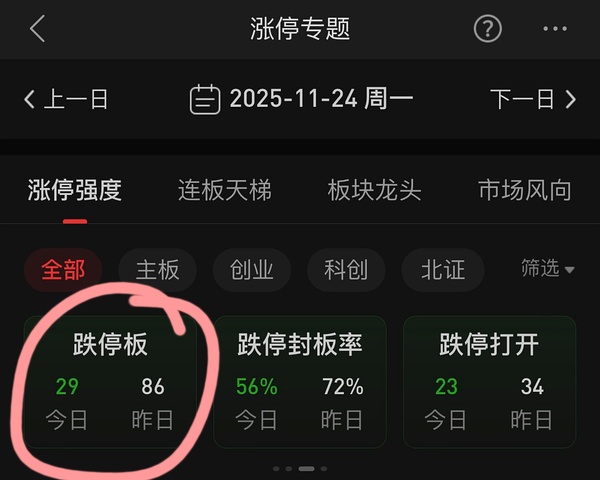 涨停专题
上一日 2025-11-24 周一 下一日
涨停强度 连板天梯 板块龙头 市场风向
全部 主板 创业 科创 北证 筛选
跌停板 跌停封板率 跌停打开
29 86 56% 72% 23 34
今日 昨日 今日 昨日 今日 昨日